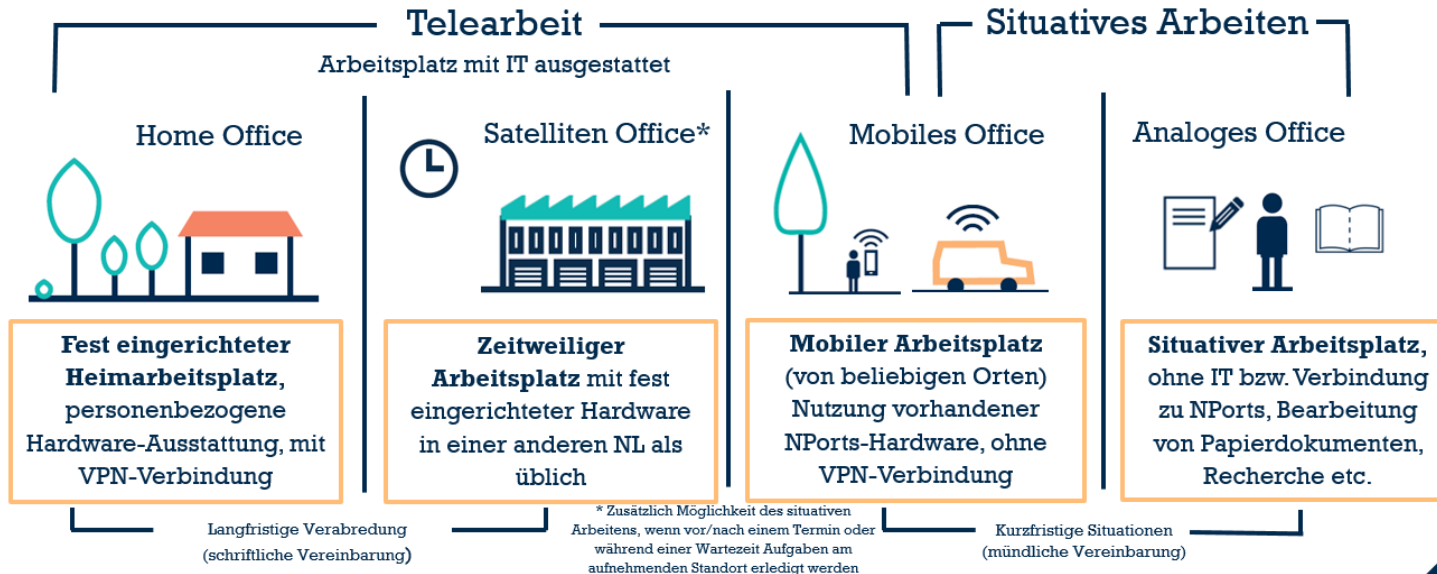 Telearbeit
Situatives Arbeiten
Arbeitsplatz mit IT ausgestattet
Home Office
Satelliten Office*
Mobiles Office
Analoges Office
Fest eingerichteter
Heimarbeitsplatz,
personenbezogene
Hardware-Ausstattung, mit
VPN-Verbindung
Zeitweiliger
Arbeitsplatz mit fest
eingerichteter Hardware
in einer anderen NL als
üblich
Mobiler Arbeitsplatz
(von beliebigen Orten)
Nutzung vorhandener
NPorts-Hardware, ohne
VPN-Verbindung
Situativer Arbeitsplatz,
ohne IT bzw. Verbindung
zu NPorts, Bearbeitung
von Papierdokumenten,
Recherche etc.
Langfristige Verabredung
(schriftliche Vereinbarung)
* Zusätzlich Möglichkeit des situativen
Arbeitens, wenn vor/nach einem Termin oder
während einer Wartezeit Aufgaben am
aufnehmenden Standort erledigt werden
Kurzfristige Situationen
(mündliche Vereinbarung)